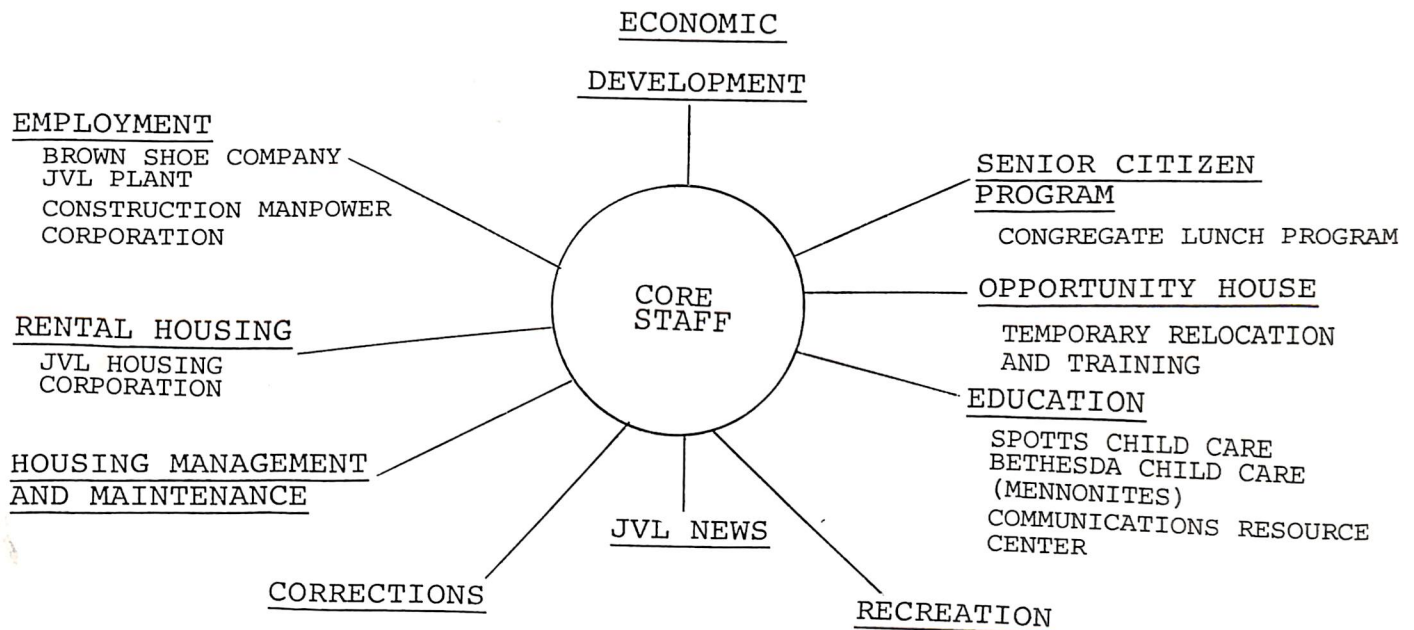 ECONOMIC
DEVELOPMENT
EMPLOYMENT
BROWN SHOE COMPANY
JVL PLANT
CONSTRUCTION MANPOWER
CORPORATION
SENIOR CITIZEN
PROGRAM
CONGREGATE LUNCH PROGRAM
CORE
STAFF
OPPORTUNITY HOUSE
TEMPORARY RELOCATION
AND TRAINING
RENTAL HOUSING
JVL HOUSING
CORPORATION
EDUCATION
SPOTTS CHILD CARE
BETHESDA CHILD CARE
(MENNONITES)
COMMUNICATIONS RESOURCE
CENTER
HOUSING MANAGEMENT
AND MAINTENANCE
JVL NEWS
CORRECTIONS
RECREATION